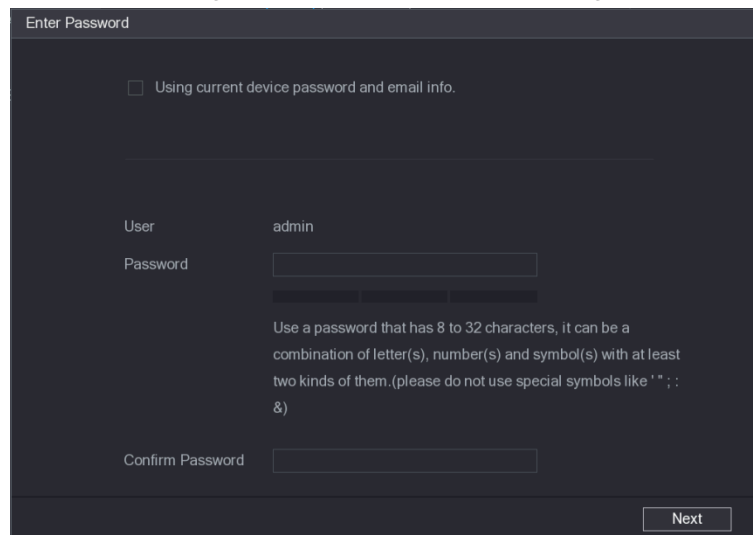 Enter Password
Using current device password and email info.
User admin
Password
Use a password that has 8 to 32 characters, it can be a
combination of letter(s), number(s) and symbol(s) with at least
two kinds of them.(please do not use special symbols like ' " ; :
&)
Confirm Password
Next